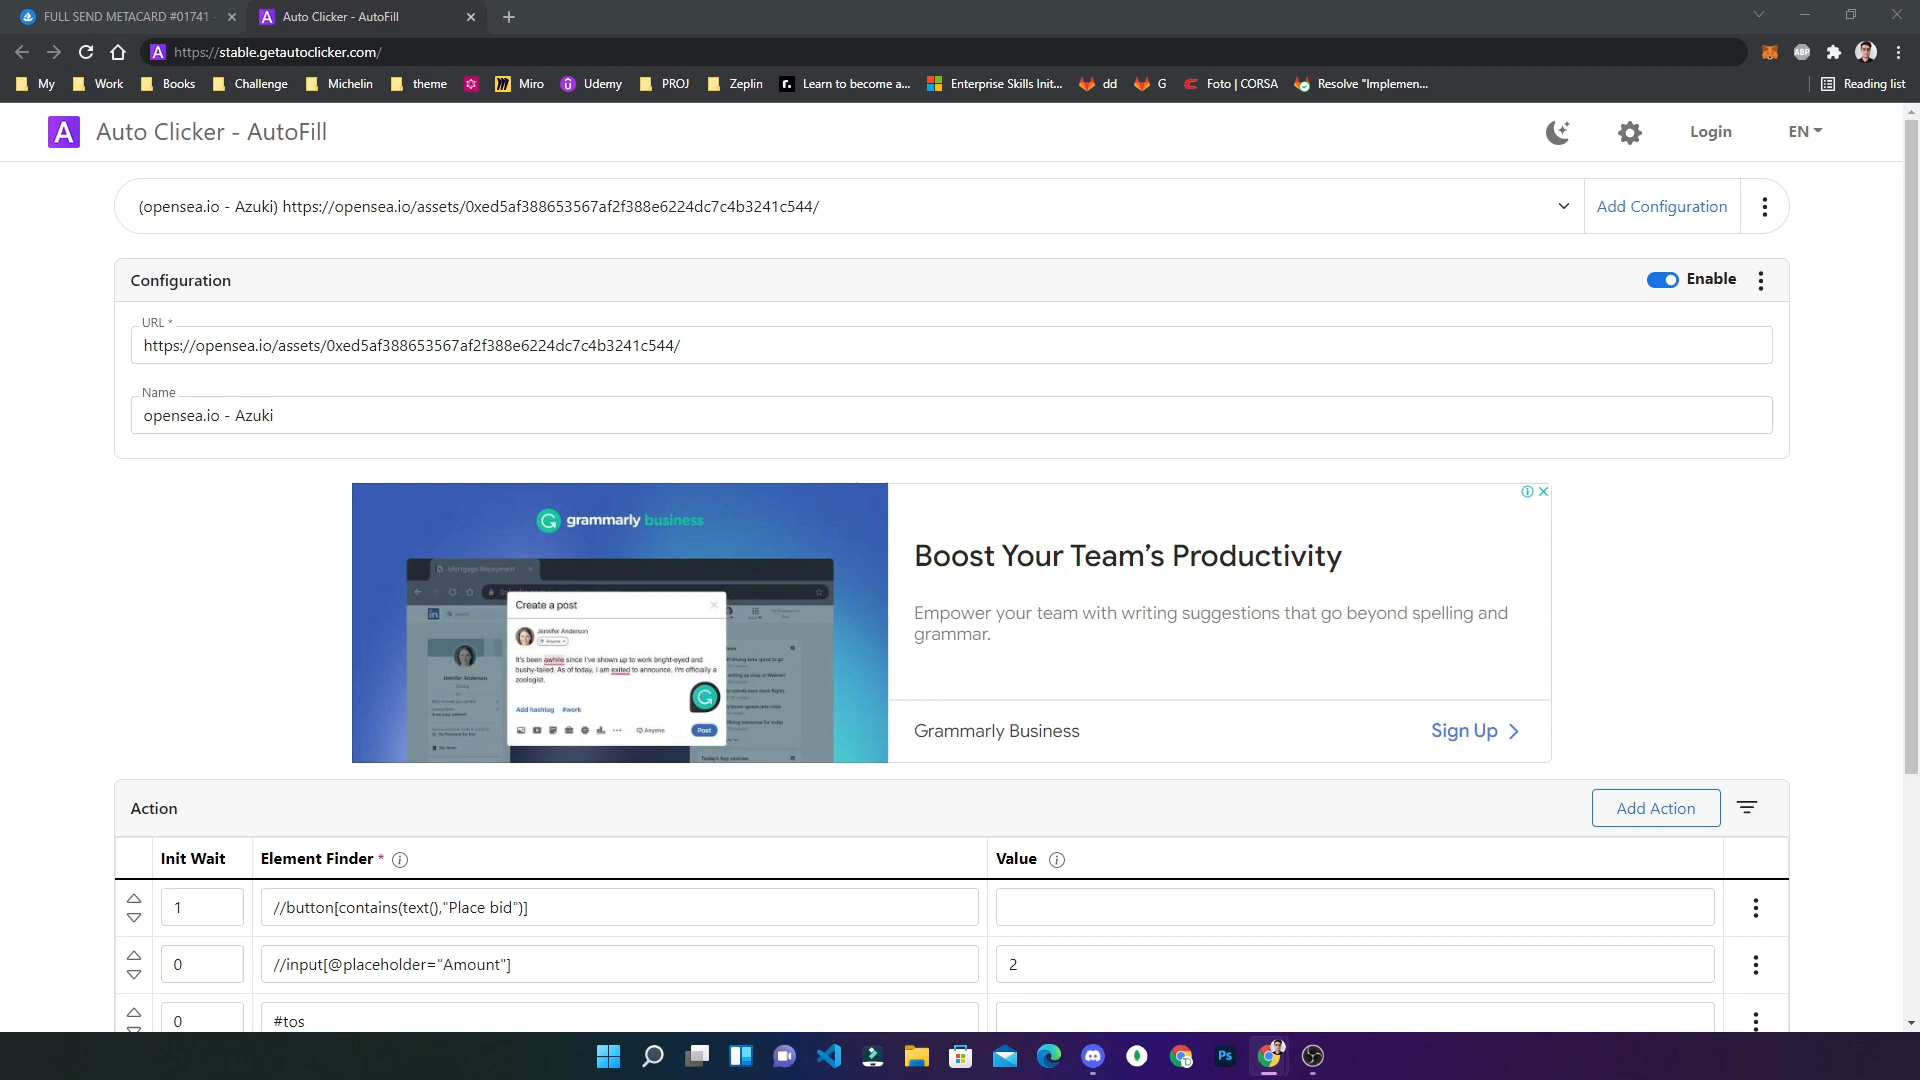 FULL SEND METACARD #01741
Auto Clicker - AutoFill
https://stable.getautoclicker.com/
ABP
My
Work
Books
Challenge
Michelin
theme
Miro
Udemy
PROJ
Zeplin
Learn to become a...
Enterprise Skills Init...
dd
G
Foto | CORSA
Resolve "Implemen...
Reading list
A
Auto Clicker - AutoFill
Login
EN
(opensea.io - Azuki) https://opensea.io/assets/0xed5af388653567af2f388e6224dc7c4b3241c544/
Add Configuration
Configuration
Enable
URL *
https://opensea.io/assets/0xed5af388653567af2f388e6224dc7c4b3241c544/
Name
opensea.io - Azuki
grammarly business
Mortgage Repayment
Create a post
Jennifer Anderson
Anyone
It's been awhile since I've shown up to work bright-eyed and
bushy-tailed. As of today, I am exited to announce, I'm officially a
zoologist.
Add hashtag #work
Anyone
Post
Jennifer Anderson
Boost Your Team's Productivity
Empower your team with writing suggestions that go beyond spelling and
grammar.
Grammarly Business
Sign Up
Action
Add Action
Init Wait
Element Finder *
Value
1
//button[contains(text(),"Place bid")]
0
//input[@placeholder="Amount"]
2
0
#tos
Ps